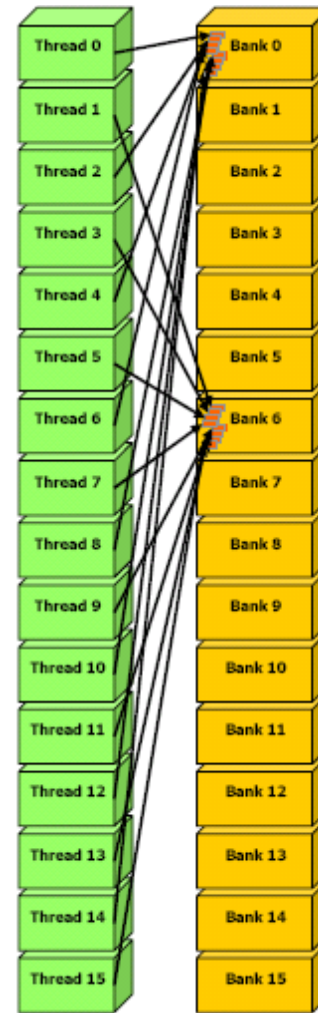 Thread 0
Bank 0
Thread 1
Bank 1
Thread 2
Bank 2
Thread 3
Bank 3
Thread 4
Bank 4
Thread 5
Bank 5
Thread 6
Bank 6
Thread 7
Bank 7
Thread 8
Bank 8
Thread 9
Bank 9
Thread 10
Bank 10
Thread 11
Bank 11
Thread 12
Bank 12
Thread 13
Bank 13
Thread 14
Bank 14
Thread 15
Bank 15